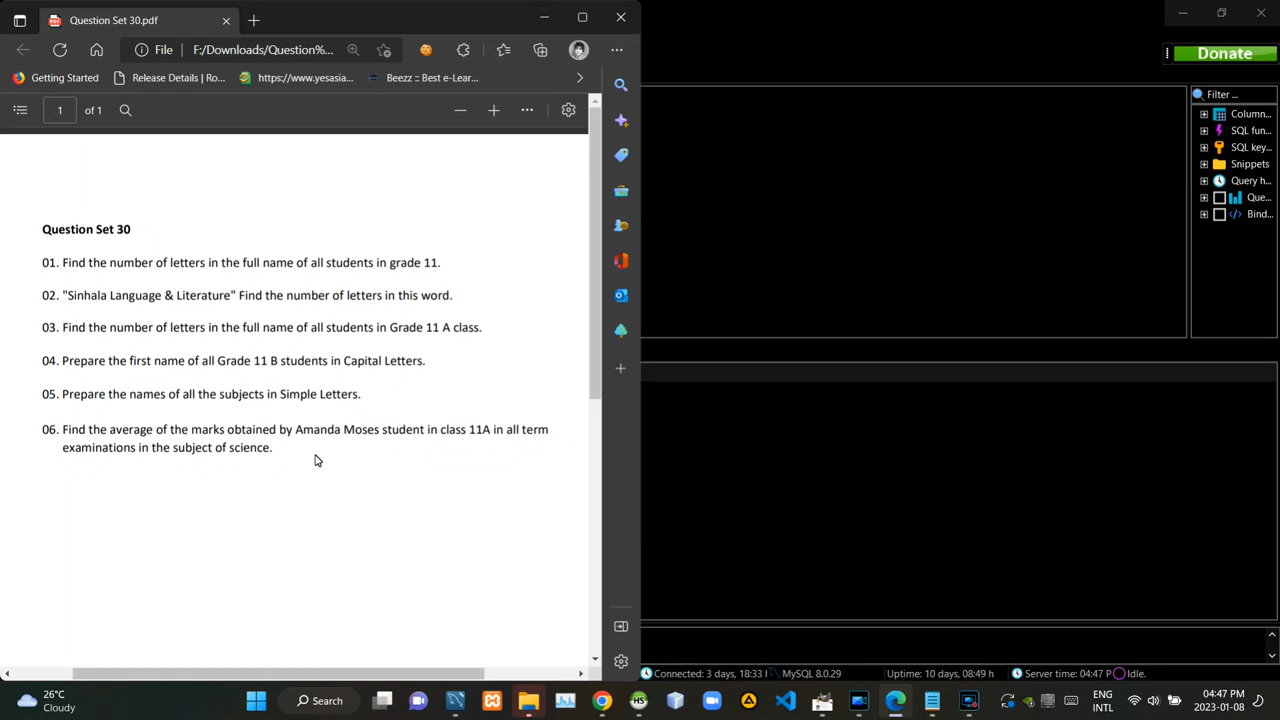 Question Set 30.pdf
File
F:/Downloads/Question%...
Getting Started
Release Details | Ro...
https://www.yesasia...
Beezz :: Best e-Lear...
1
of 1
Question Set 30
01. Find the number of letters in the full name of all students in grade 11.
02. "Sinhala Language & Literature" Find the number of letters in this word.
03. Find the number of letters in the full name of all students in Grade 11 A class.
04. Prepare the first name of all Grade 11 B students in Capital Letters.
05. Prepare the names of all the subjects in Simple Letters.
06. Find the average of the marks obtained by Amanda Moses student in class 11A in all term
examinations in the subject of science.
Donate
Filter ...
Column...
SQL fun...
SQL key...
Snippets
Query h...
Que...
Bind...
Connected: 3 days, 18:33 l
MySQL 8.0.29
Uptime: 10 days, 08:49 h
Server time: 04:47 P
Idle.
26°C
Cloudy
Search
ENG
INTL
04:47 PM
2023-01-08